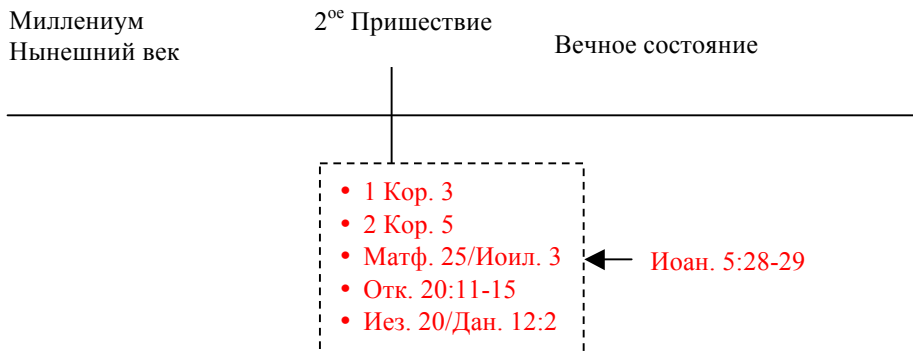 Миллениум
Нынешний век
2ое Пришествие
Вечное состояние
• 1 Кор. 3
• 2 Кор. 5
• Матф. 25/Иоил. 3
• Отк. 20:11-15
• Иез. 20/Дан. 12:2
Иоан. 5:28-29